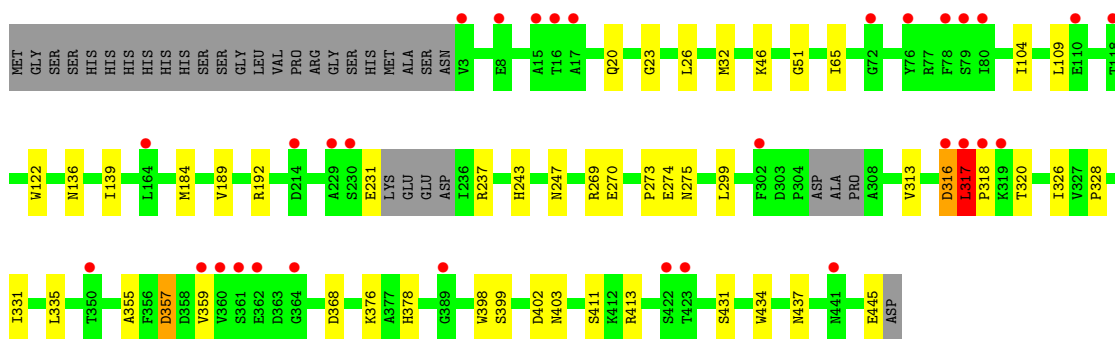 MET GLY SER SER HIS HIS HIS HIS HIS HIS SER SER GLY LEU VAL PRO ARG GLY SER HIS MET ALA SER ASN V3 E8 A15 T16 A17 Q20 G23 L26 M32 K46 G51 I65 G72 Y76 R77 F78 S79 I80 I104 L109 E110 T118
W122 N136 I139 L164 M184 V189 R192 D214 A229 S230 E231 LYS GLU GLU ASP I236 R237 H243 N247 R269 E270 P273 E274 N275 L299 F302 D303 P304 ASP ALA PRO A308 V313 D316 L317 P318 K319 T320 I326 V327 P328
I331 L335 T350 A355 F356 D357 D358 V359 V360 S361 E362 D363 G364 D368 K376 A377 H378 G389 W398 S399 D402 N403 S411 K412 R413 S422 T423 S431 W434 N437 N441 E445 ASP